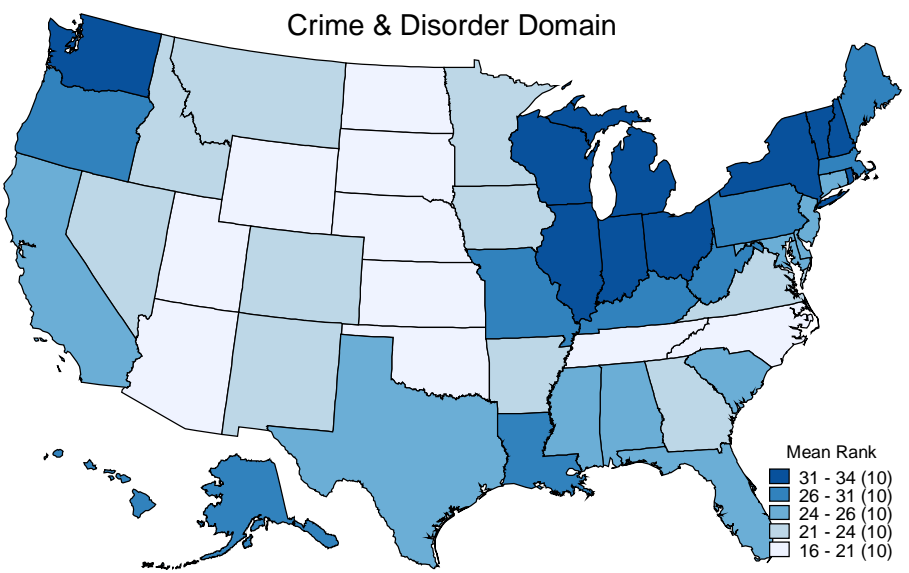 Crime & Disorder Domain
Mean Rank
31 - 34 (10)
26 - 31 (10)
24 - 26 (10)
21 - 24 (10)
16 - 21 (10)